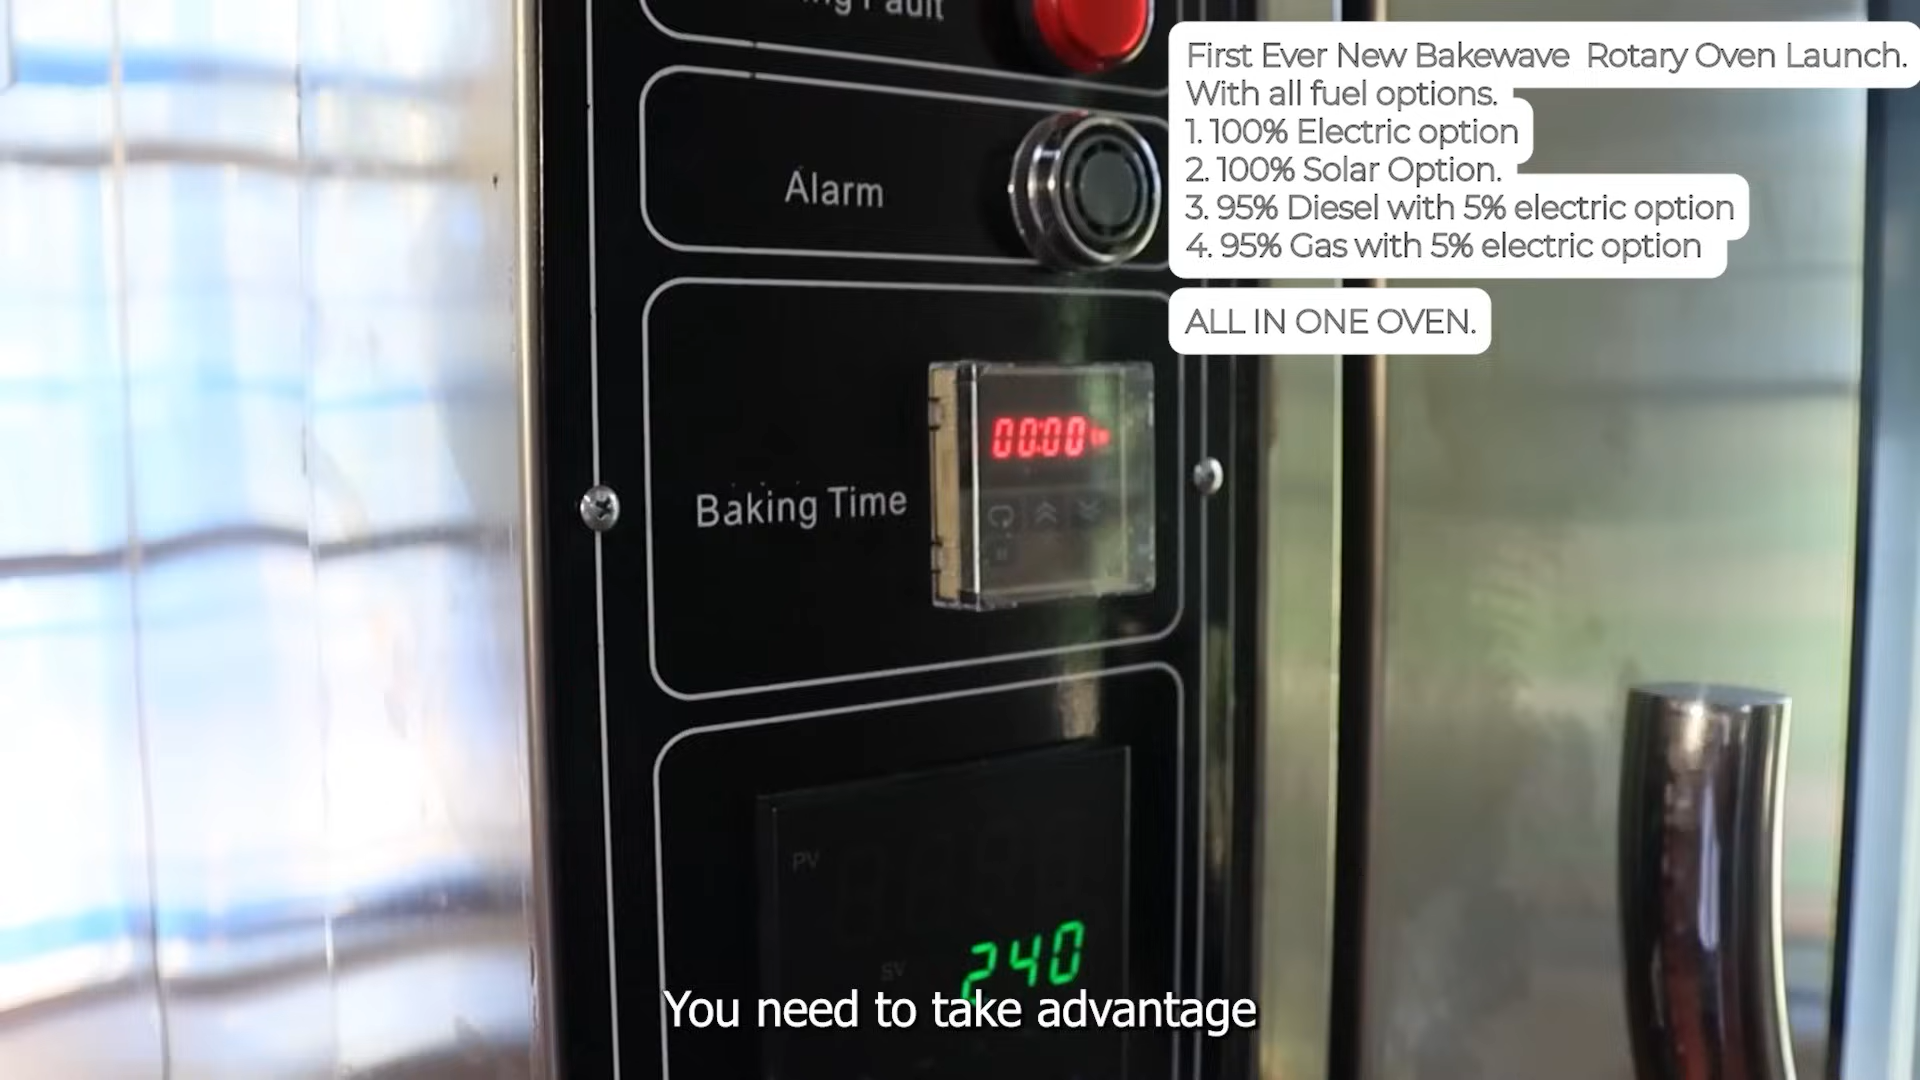 Fault
First Ever New Bakewave Rotary Oven Launch.
With all fuel options.
1. 100% Electric option
2. 100% Solar Option.
3. 95% Diesel with 5% electric option
4. 95% Gas with 5% electric option
ALL IN ONE OVEN.
Alarm
00:00
Baking Time
PV
SV
240
You need to take advantage